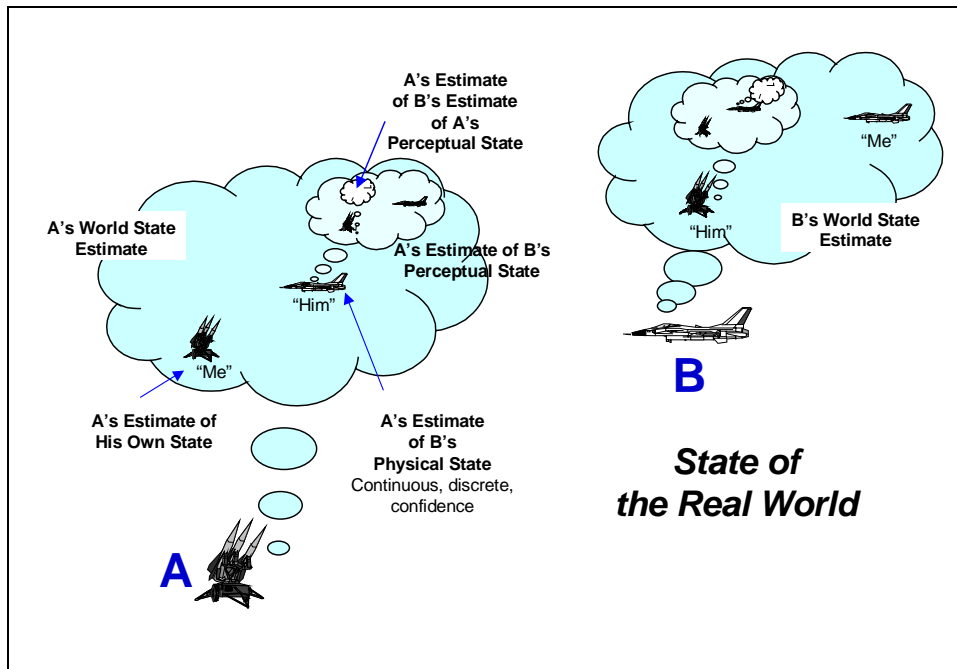 A's Estimate
of B's Estimate
of A's
Perceptual State
A's World State
Estimate
A's Estimate of B's
Perceptual State
"Him"
"Me"
A's Estimate of
His Own State
A's Estimate
of B's
Physical State
Continuous, discrete,
confidence
A
"Me"
"Him"
B's World State
Estimate
B
State of
the Real World